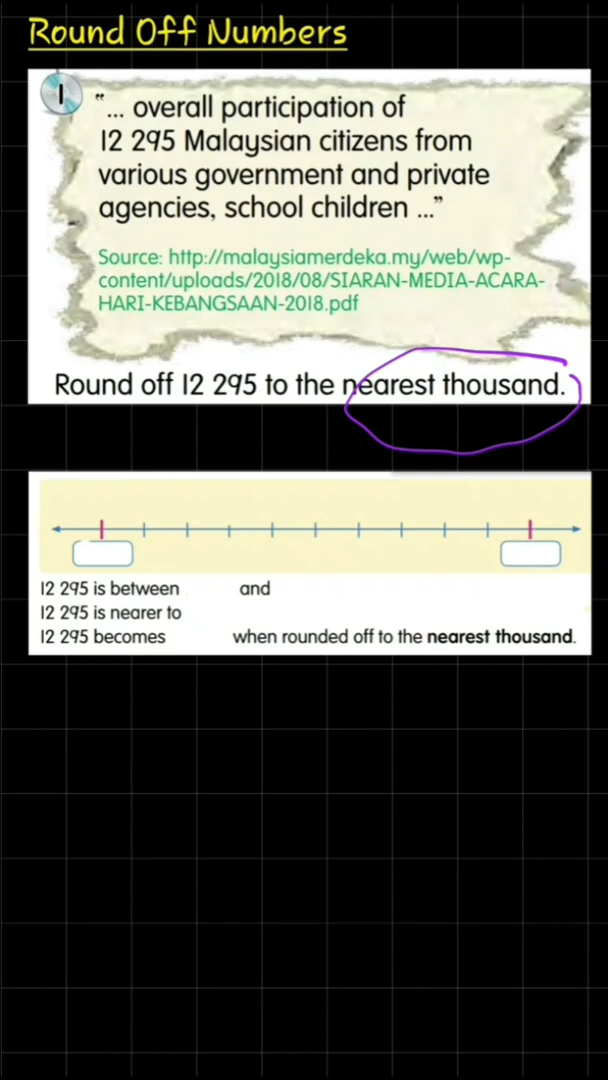 Round Off Numbers
1
"... overall participation of
12 295 Malaysian citizens from
various government and private
agencies, school children ..."
Source: http://malaysiamerdeka.my/web/wp-
content/uploads/2018/08/SIARAN-MEDIA-ACARA-
HARI-KEBANGSAAN-2018.pdf
Round off 12 295 to the nearest thousand.
12 295 is between and
12 295 is nearer to
12 295 becomes when rounded off to the nearest thousand.